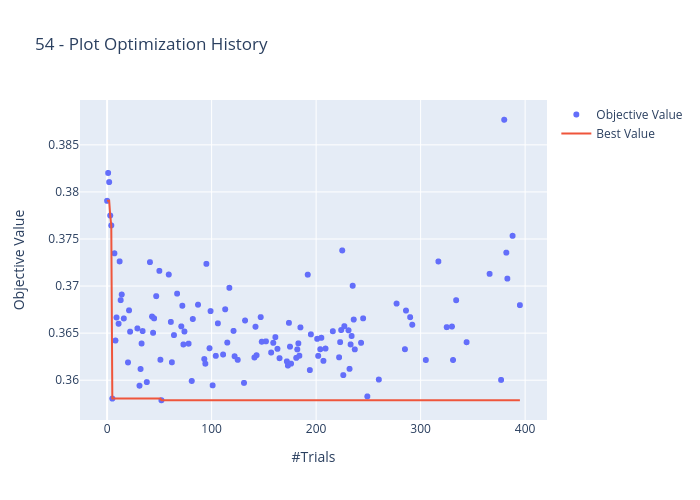 54 - Plot Optimization History
Objective Value
Best Value
0.385
0.38
0.375
0.37
0.365
0.36
Objective Value
0
100
200
300
400
#Trials